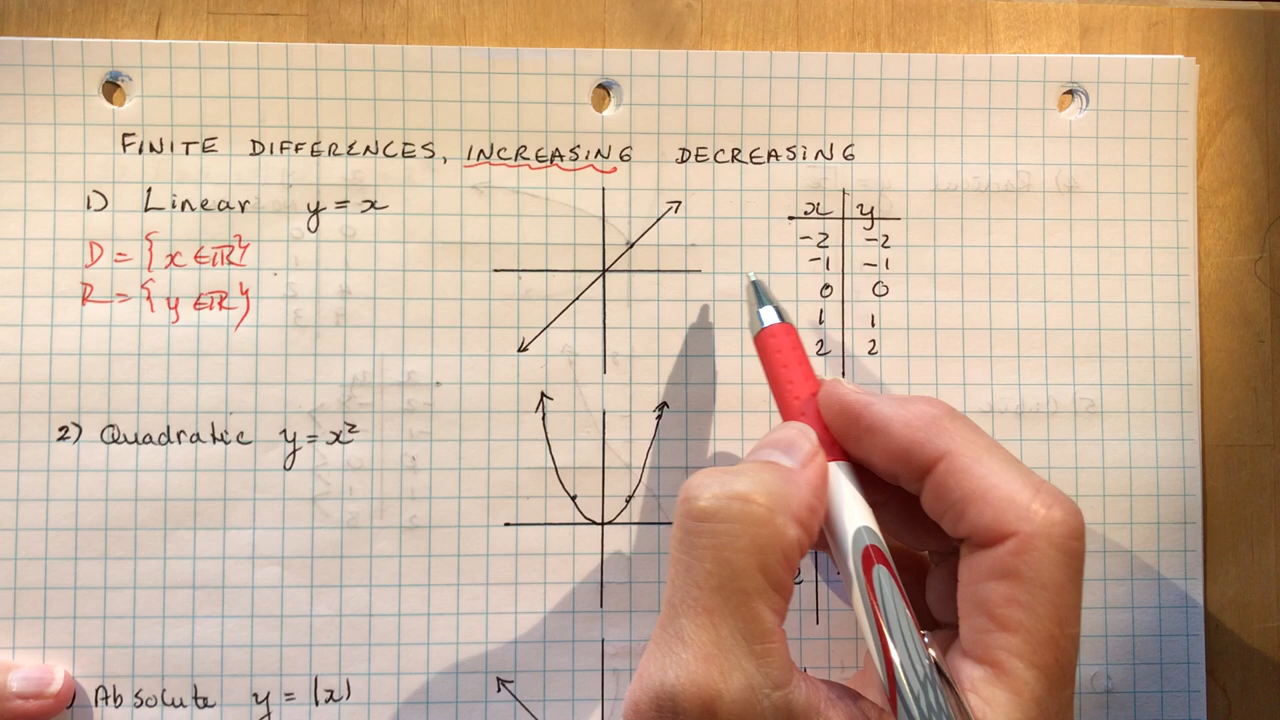 FINITE DIFFERENCES, INCREASING DECREASING
1) Linear y = x
D = {x ∈ ℝ}
R = {y ∈ ℝ}
x y
-2 -2
-1 -1
0 0
1 1
2 2
2) Quadratic y = x²
2
) Absolute y = |x|